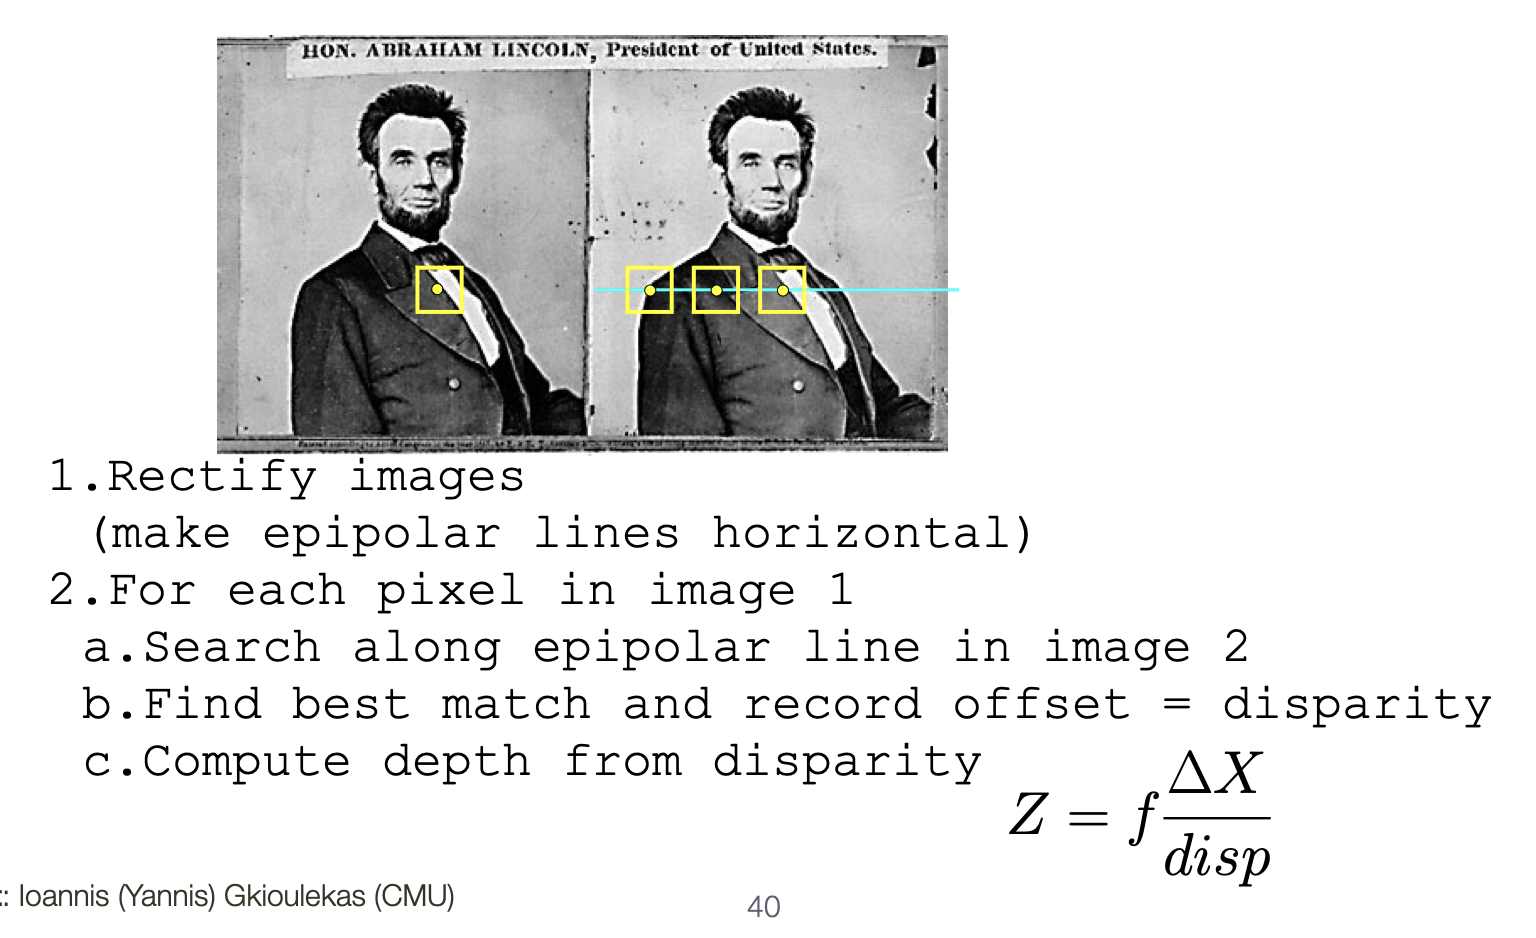 HON. ABRAHAM LINCOLN, President of United States.
1.Rectify images
(make epipolar lines horizontal)
2.For each pixel in image 1
a.Search along epipolar line in image 2
b.Find best match and record offset = disparity
c.Compute depth from disparity
Z = f ΔX / disp
:: Ioannis (Yannis) Gkioulekas (CMU)
40